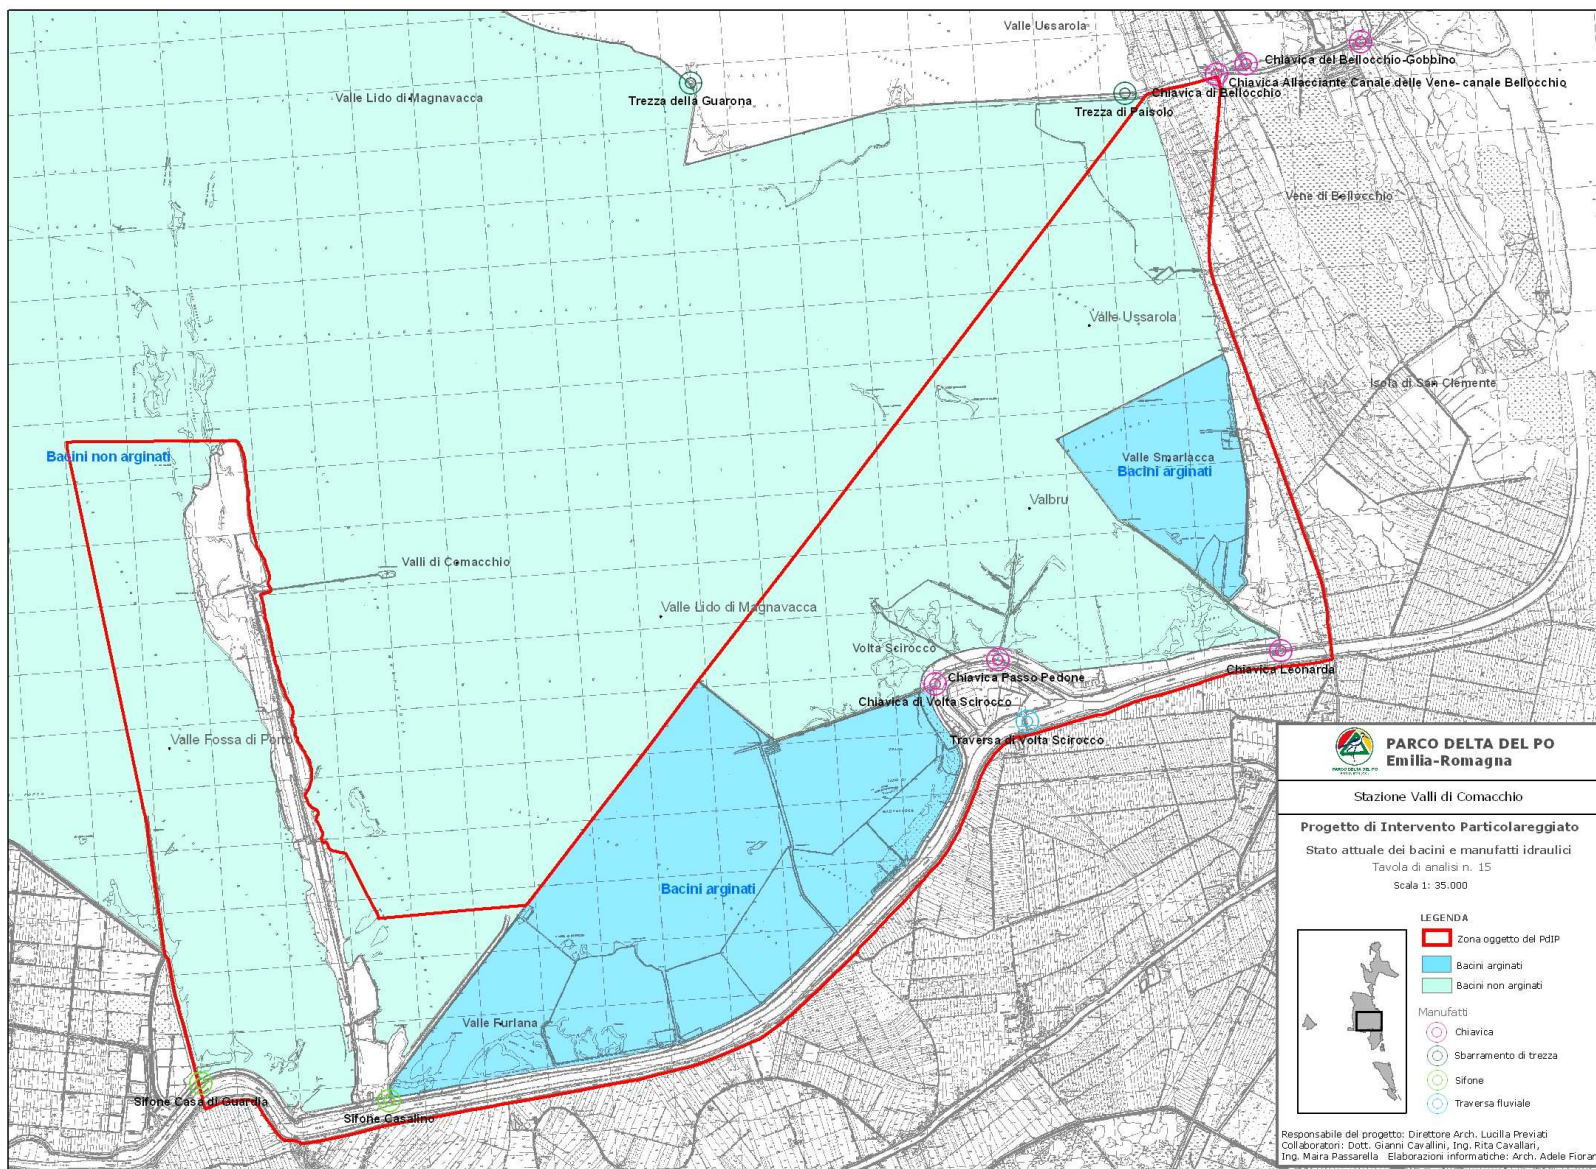 Valle Ussarola
Chiavica del Bellocchio-Gobbino
Chiavica Allacciante Canale delle Vene- canale Bellocchio
Chiavica di Bellocchio
Valle Lido di Magnavacca
Trezza della Guarona
Trezza di Paisolo
Vene di Bellocchio
Valle Ussarola
Isola di San Clemente
Bacini non arginati
Valle Smarlacca
Bacini arginati
Valbru
Valli di Comacchio
Valle Lido di Magnavacca
Volta Scirocco
Chiavica Passo Pedone
Chiavica Leonarda
Chiavica di Volta Scirocco
Valle Fossa di Porto
Traversa di Volta Scirocco
Bacini arginati
Valle Furlana
Sifone Casa di Guardia
Sifone Casalino
PARCO DELTA DEL PO
Emilia-Romagna
Stazione Valli di Comacchio
Progetto di Intervento Particolareggiato
Stato attuale dei bacini e manufatti idraulici
Tavola di analisi n. 15
Scala 1: 35.000
LEGENDA
Zona oggetto del PdIP
Bacini arginati
Bacini non arginati
Manufatti
Chiavica
Sbarramento di trezza
Sifone
Traversa fluviale
Responsabile del progetto: Direttore Arch. Lucilla Previati
Collaboratori: Dott. Gianni Cavallini, Ing. Rita Cavallari,
Ing. Maira Passarella Elaborazioni informatiche: Arch. Adele Fiorani